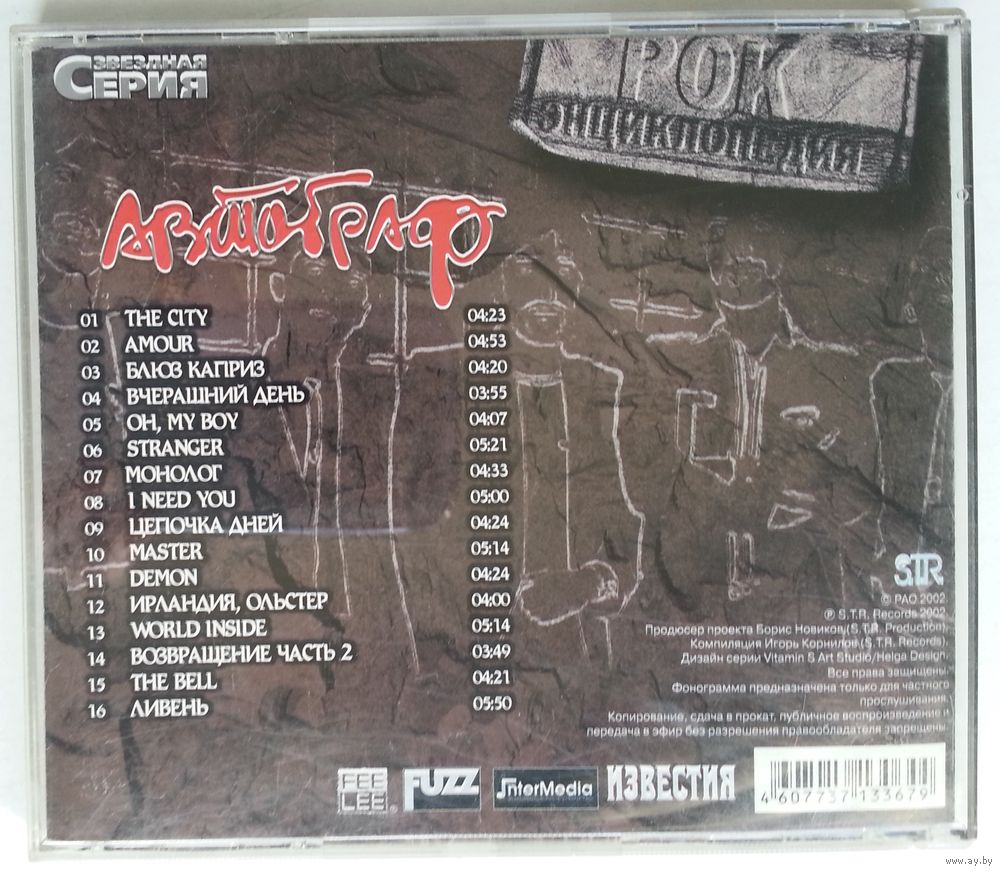 ЗВЕЗДНАЯ
СЕРИЯ
РОК
ЭНЦИКЛОПЕДИЯ
АВТОГРАФ
01 THE CITY 04:23
02 AMOUR 04:53
03 БЛЮЗ КАПРИЗ 04:20
04 ВЧЕРАШНИЙ ДЕНЬ 03:55
05 OH, MY BOY 04:07
06 STRANGER 05:21
07 МОНОЛОГ 04:33
08 I NEED YOU 05:00
09 ЦЕПОЧКА ДНЕЙ 04:24
10 MASTER 05:14
11 DEMON 04:24
12 ИРЛАНДИЯ, ОЛЬСТЕР 04:00
13 WORLD INSIDE 05:14
14 ВОЗВРАЩЕНИЕ ЧАСТЬ 2 03:49
15 THE BELL 04:21
16 ЛИВЕНЬ 05:50
STR
© РАО 2002.
℗ S.T.R. Records 2002.
Продюсер проекта Борис Новиков (S.T.R. Production).
Компиляция Игорь Корнилов (S.T.R. Records).
Дизайн серии Vitamin S Art Studio/Helga Design.
Все права защищены.
Фонограмма предназначена только для частного
прослушивания.
Копирование, сдача в прокат, публичное воспроизведение и
передача в эфир без разрешения правообладателя запрещены.
FEE LEE® FUZZ InterMedia ИЗВЕСТИЯ
4 607737 133679
www.ay.by